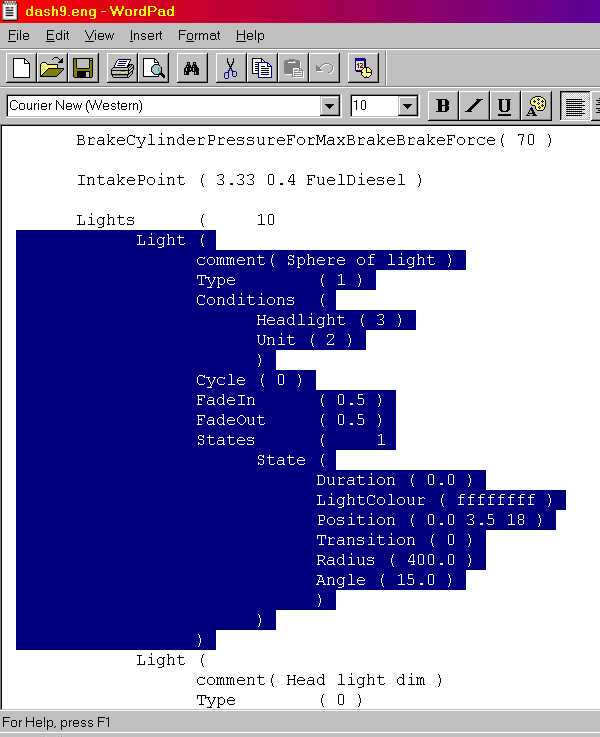 dash9.eng - WordPad
File Edit View Insert Format Help
Courier New (Western) 10 B U
BrakeCylinderPressureForMaxBrakeBrakeForce( 70 )
IntakePoint ( 3.33 0.4 FuelDiesel )
Lights ( 10
Light (
comment( Sphere of light )
Type ( 1 )
Conditions (
Headlight ( 3 )
Unit ( 2 )
)
Cycle ( 0 )
FadeIn ( 0.5 )
FadeOut ( 0.5 )
States ( 1
State (
Duration ( 0.0 )
LightColour ( ffffffff )
Position ( 0.0 3.5 18 )
Transition ( 0 )
Radius ( 400.0 )
Angle ( 15.0 )
)
)
)
Light (
comment( Head light dim )
Type ( 0 )
For Help, press F1